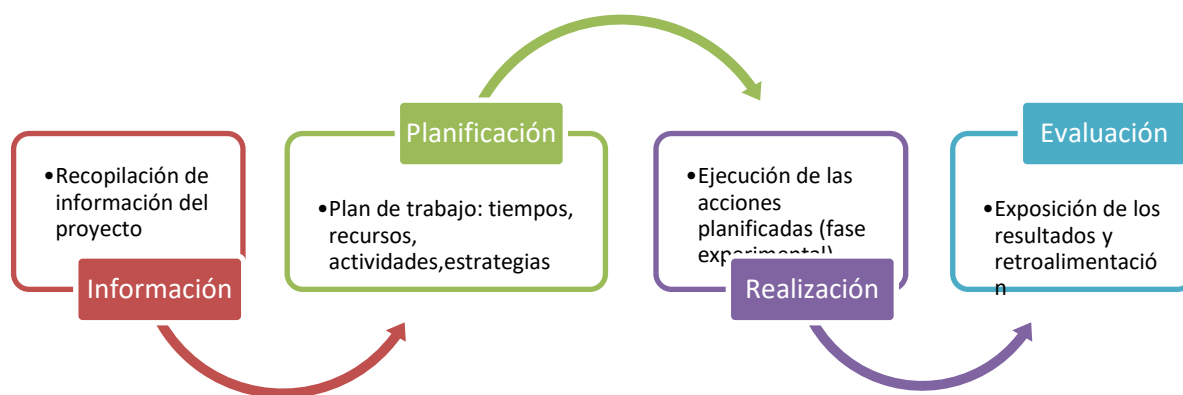 •Recopilación de
información del
proyecto
Información
Planificación
•Plan de trabajo: tiempos,
recursos,
actividades,estrategias
•Ejecución de las
acciones
planificadas (fase
experimental)
Realización
Evaluación
•Exposición de los
resultados y
retroalimentació
n